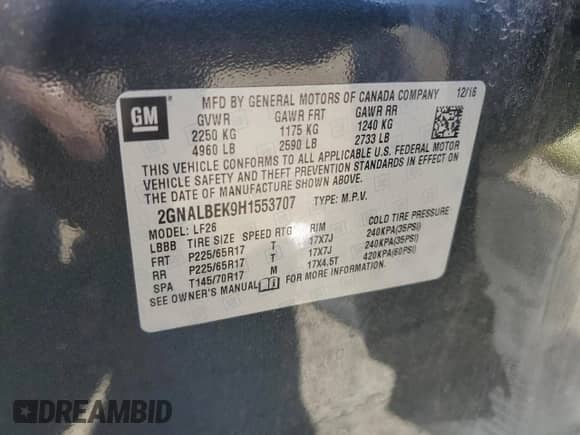 GM
MFD BY GENERAL MOTORS OF CANADA COMPANY 12/16
GVWR GAWR FRT GAWR RR
2250 KG 1175 KG 1240 KG
4960 LB 2590 LB 2733 LB
THIS VEHICLE CONFORMS TO ALL APPLICABLE U.S. FEDERAL MOTOR
VEHICLE SAFETY AND THEFT PREVENTION STANDARDS IN EFFECT ON
THE DATE OF MANUFACTURE SHOWN ABOVE.
2GNALBEK9H1553707 TYPE: M.P.V.
MODEL: LF26
LBBB TIRE SIZE SPEED RTG RIM COLD TIRE PRESSURE
FRT P225/65R17 T 17X7J 240KPA(35PSI)
RR P225/65R17 T 17X7J 240KPA(35PSI)
SPA T145/70R17 M 17X4.5T 420KPA(60PSI)
SEE OWNER'S MANUAL FOR MORE INFORMATION.
DREAMBID